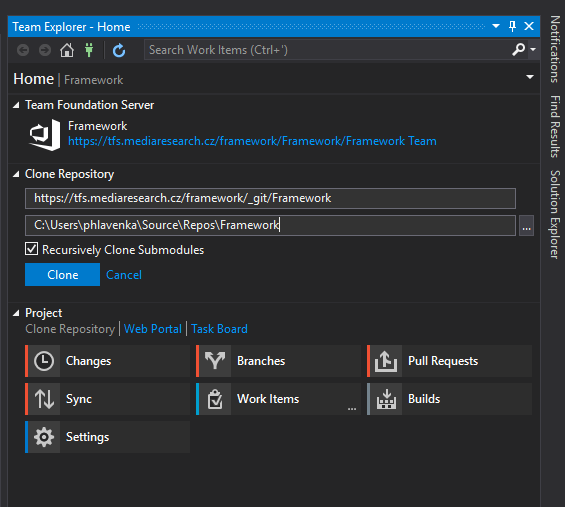 Team Explorer - Home
Search Work Items (Ctrl+')
Home | Framework
Team Foundation Server
Framework
https://tfs.mediaresearch.cz/framework/Framework/Framework Team
Clone Repository
https://tfs.mediaresearch.cz/framework/_git/Framework
C:\Users\phlavenka\Source\Repos\Framework
...
Recursively Clone Submodules
Clone Cancel
Project
Clone Repository | Web Portal | Task Board
Changes Branches Pull Requests
Sync Work Items ... Builds
Settings
Notifications
Find Results
Solution Explorer